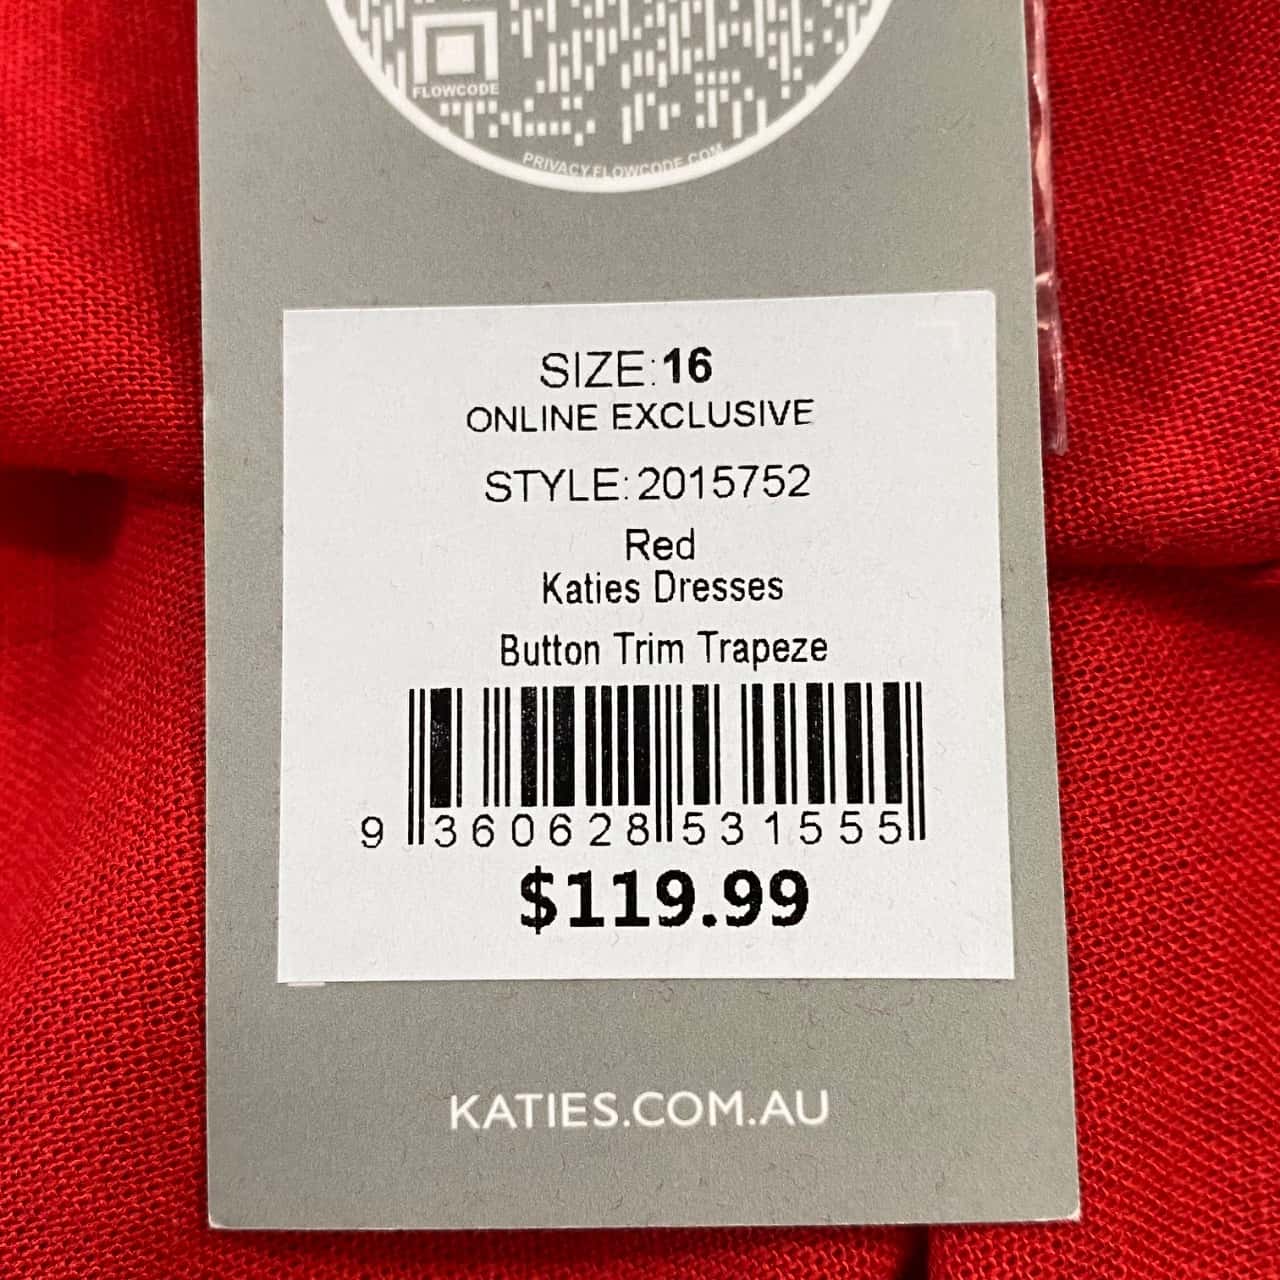 FLOWCODE
PRIVACY.FLOWCODE.COM
SIZE:16
ONLINE EXCLUSIVE
STYLE:2015752
Red
Katies Dresses
Button Trim Trapeze
9 360628 531555
$119.99
KATIES.COM.AU